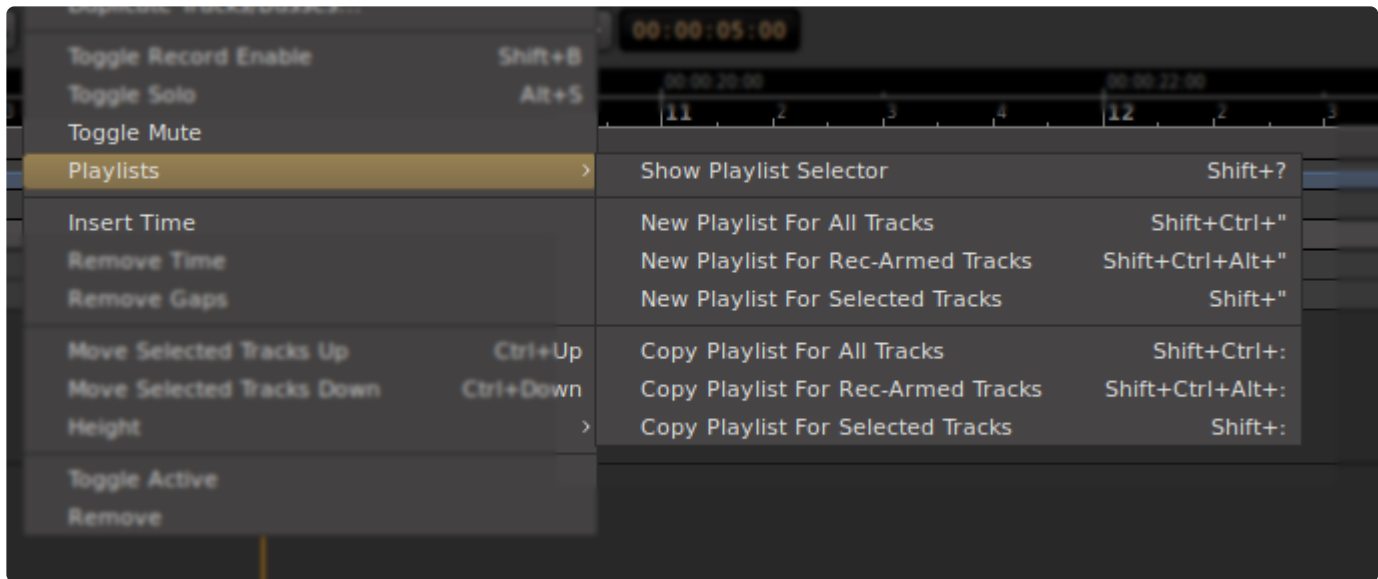 Duplicate Tracks/Busses...
00:00:05:00
Toggle Record Enable Shift+B
00:00:20:00 00:00:22:00
Toggle Solo Alt+S
11 2 3 4 12 2 3
Toggle Mute
Playlists › Show Playlist Selector Shift+?
Insert Time New Playlist For All Tracks Shift+Ctrl+"
Remove Time New Playlist For Rec-Armed Tracks Shift+Ctrl+Alt+"
Remove Gaps New Playlist For Selected Tracks Shift+"
Move Selected Tracks Up Ctrl+Up Copy Playlist For All Tracks Shift+Ctrl+:
Move Selected Tracks Down Ctrl+Down Copy Playlist For Rec-Armed Tracks Shift+Ctrl+Alt+:
Height › Copy Playlist For Selected Tracks Shift+:
Toggle Active
Remove